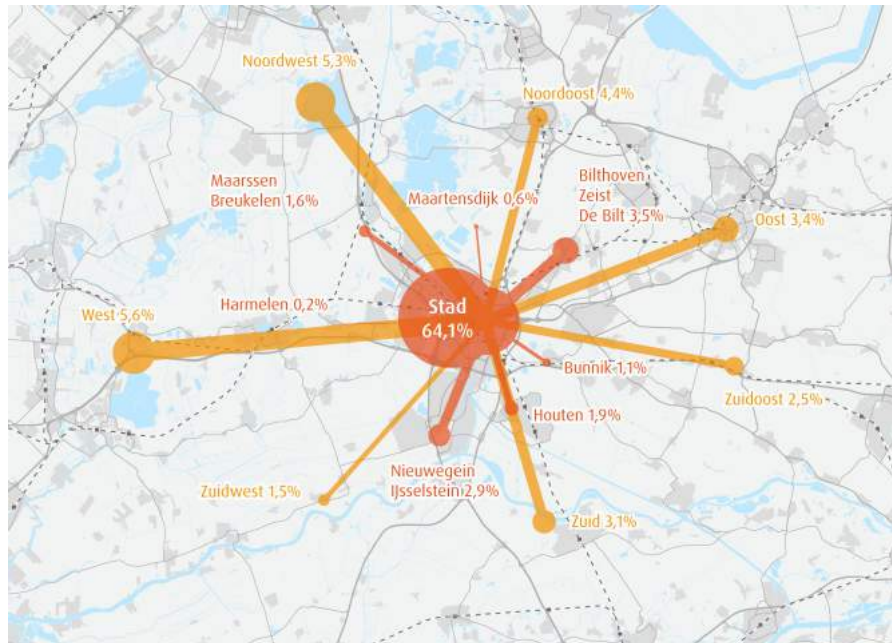 Noordwest 5,3%
Noordoost 4,4%
Maarssen
Breukelen 1,6%
Maartensdijk 0,6%
Bilthoven
Zeist
De Bilt 3,5%
Oost 3,4%
West 5,6%
Harmelen 0,2%
Stad
64,1%
Bunnik 1,1%
Zuidoost 2,5%
Houten 1,9%
Nieuwegein
IJsselstein 2,9%
Zuidwest 1,5%
Zuid 3,1%